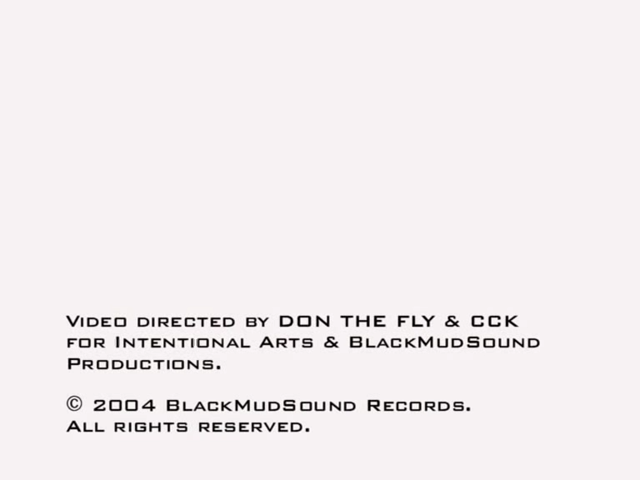 Video directed by DON THE FLY & CCK
for Intentional Arts & BlackMudSound
Productions.
© 2004 BlackMudSound Records.
All rights reserved.